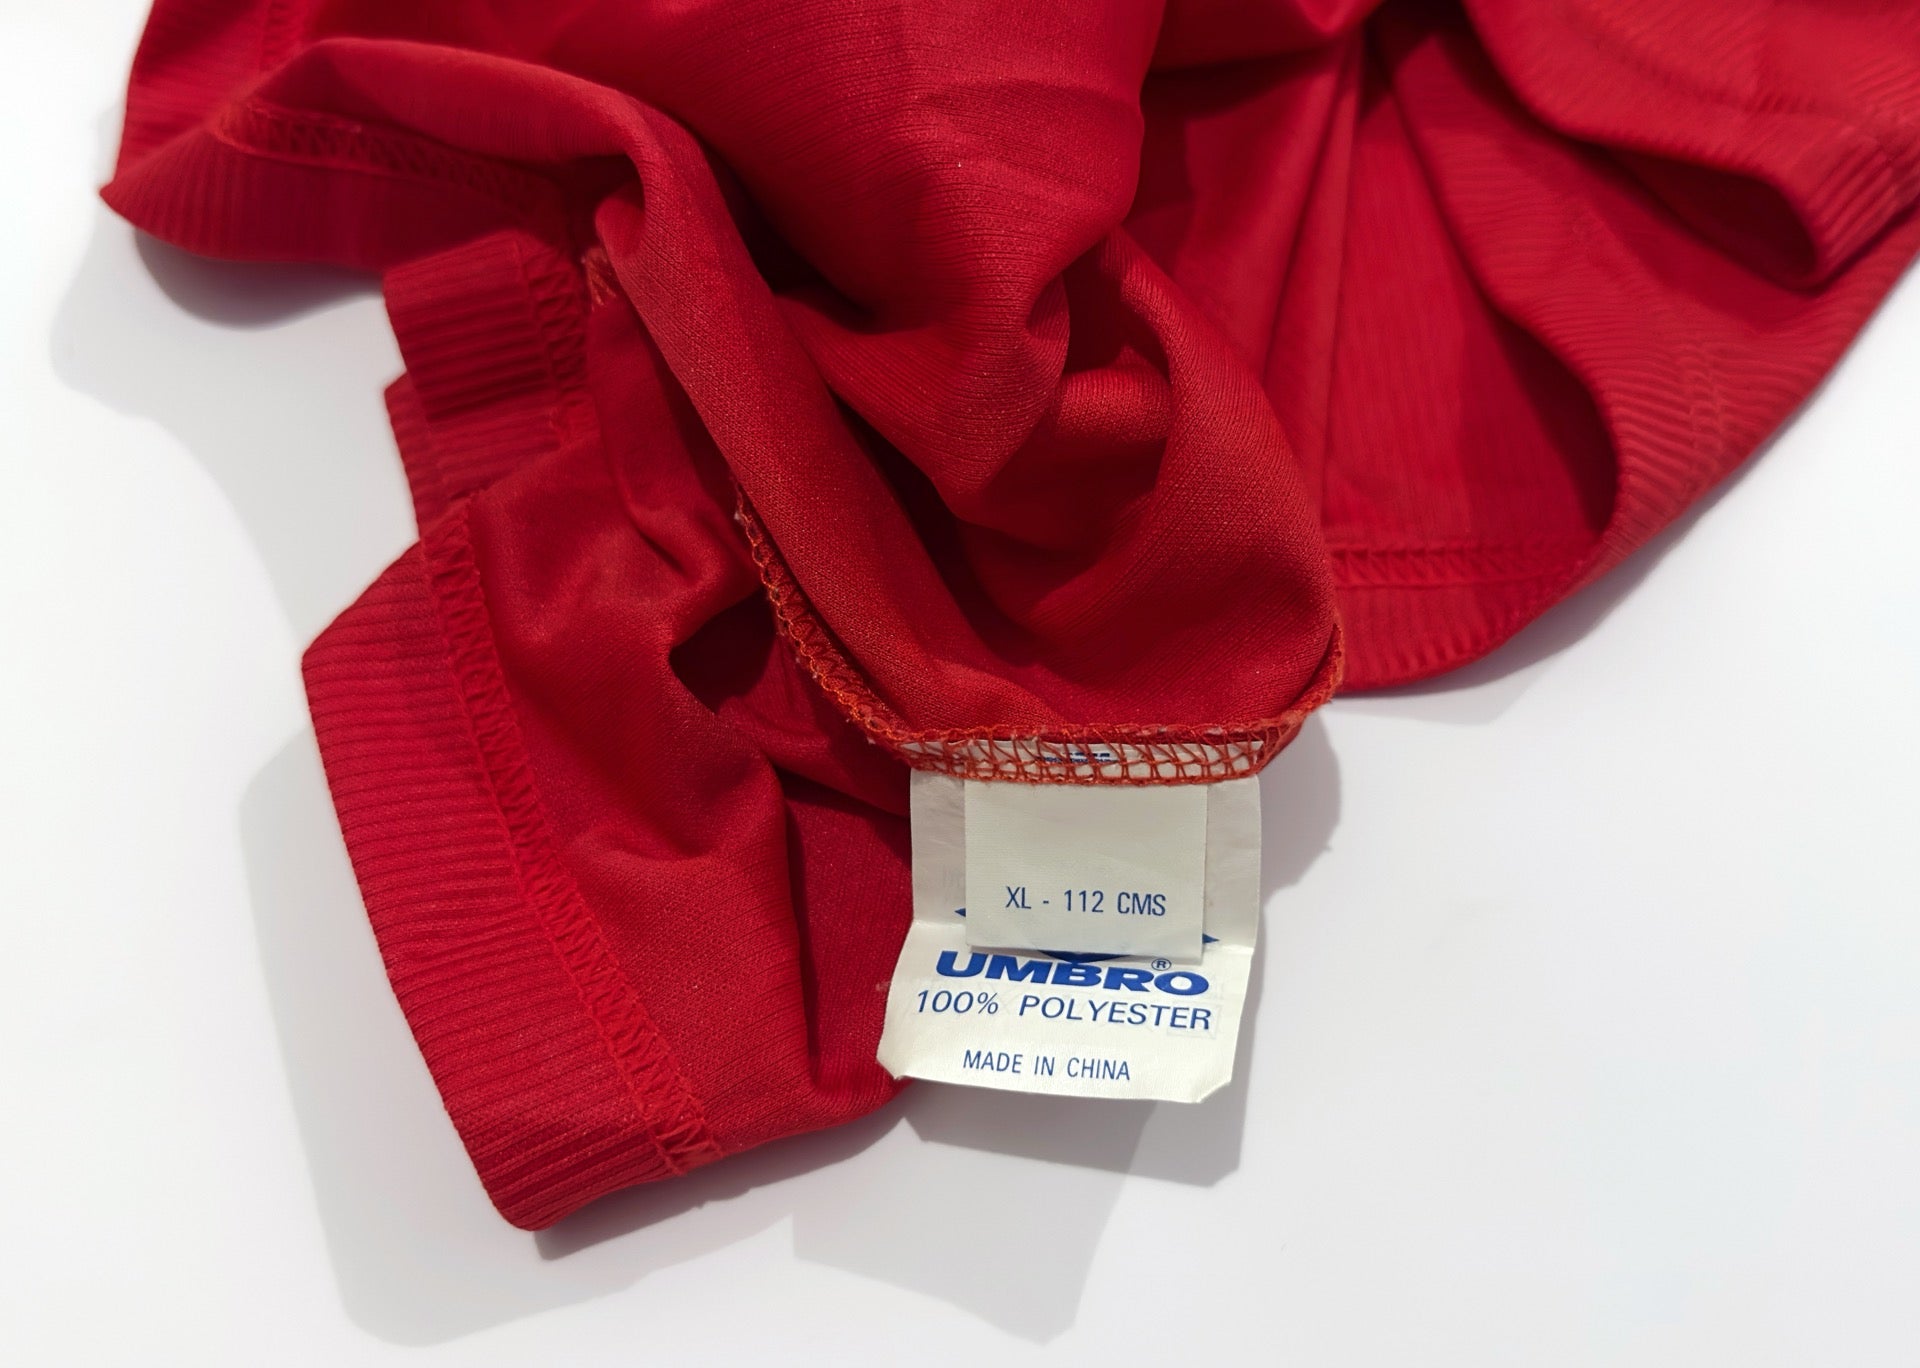 XL - 112 CMS
UMBRO®
100% POLYESTER
MADE IN CHINA